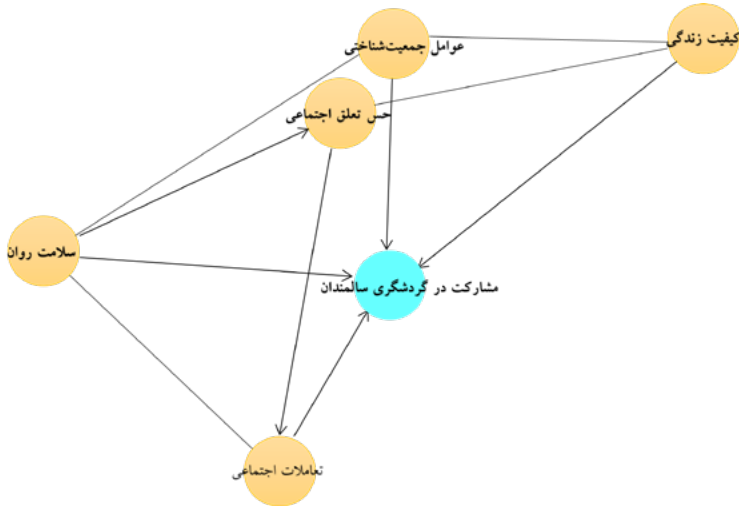 عوامل جمعیت‌شناختی
کیفیت زندگی
حس تعلق اجتماعی
سلامت روان
مشارکت در گردشگری سالمندان
تعاملات اجتماعی